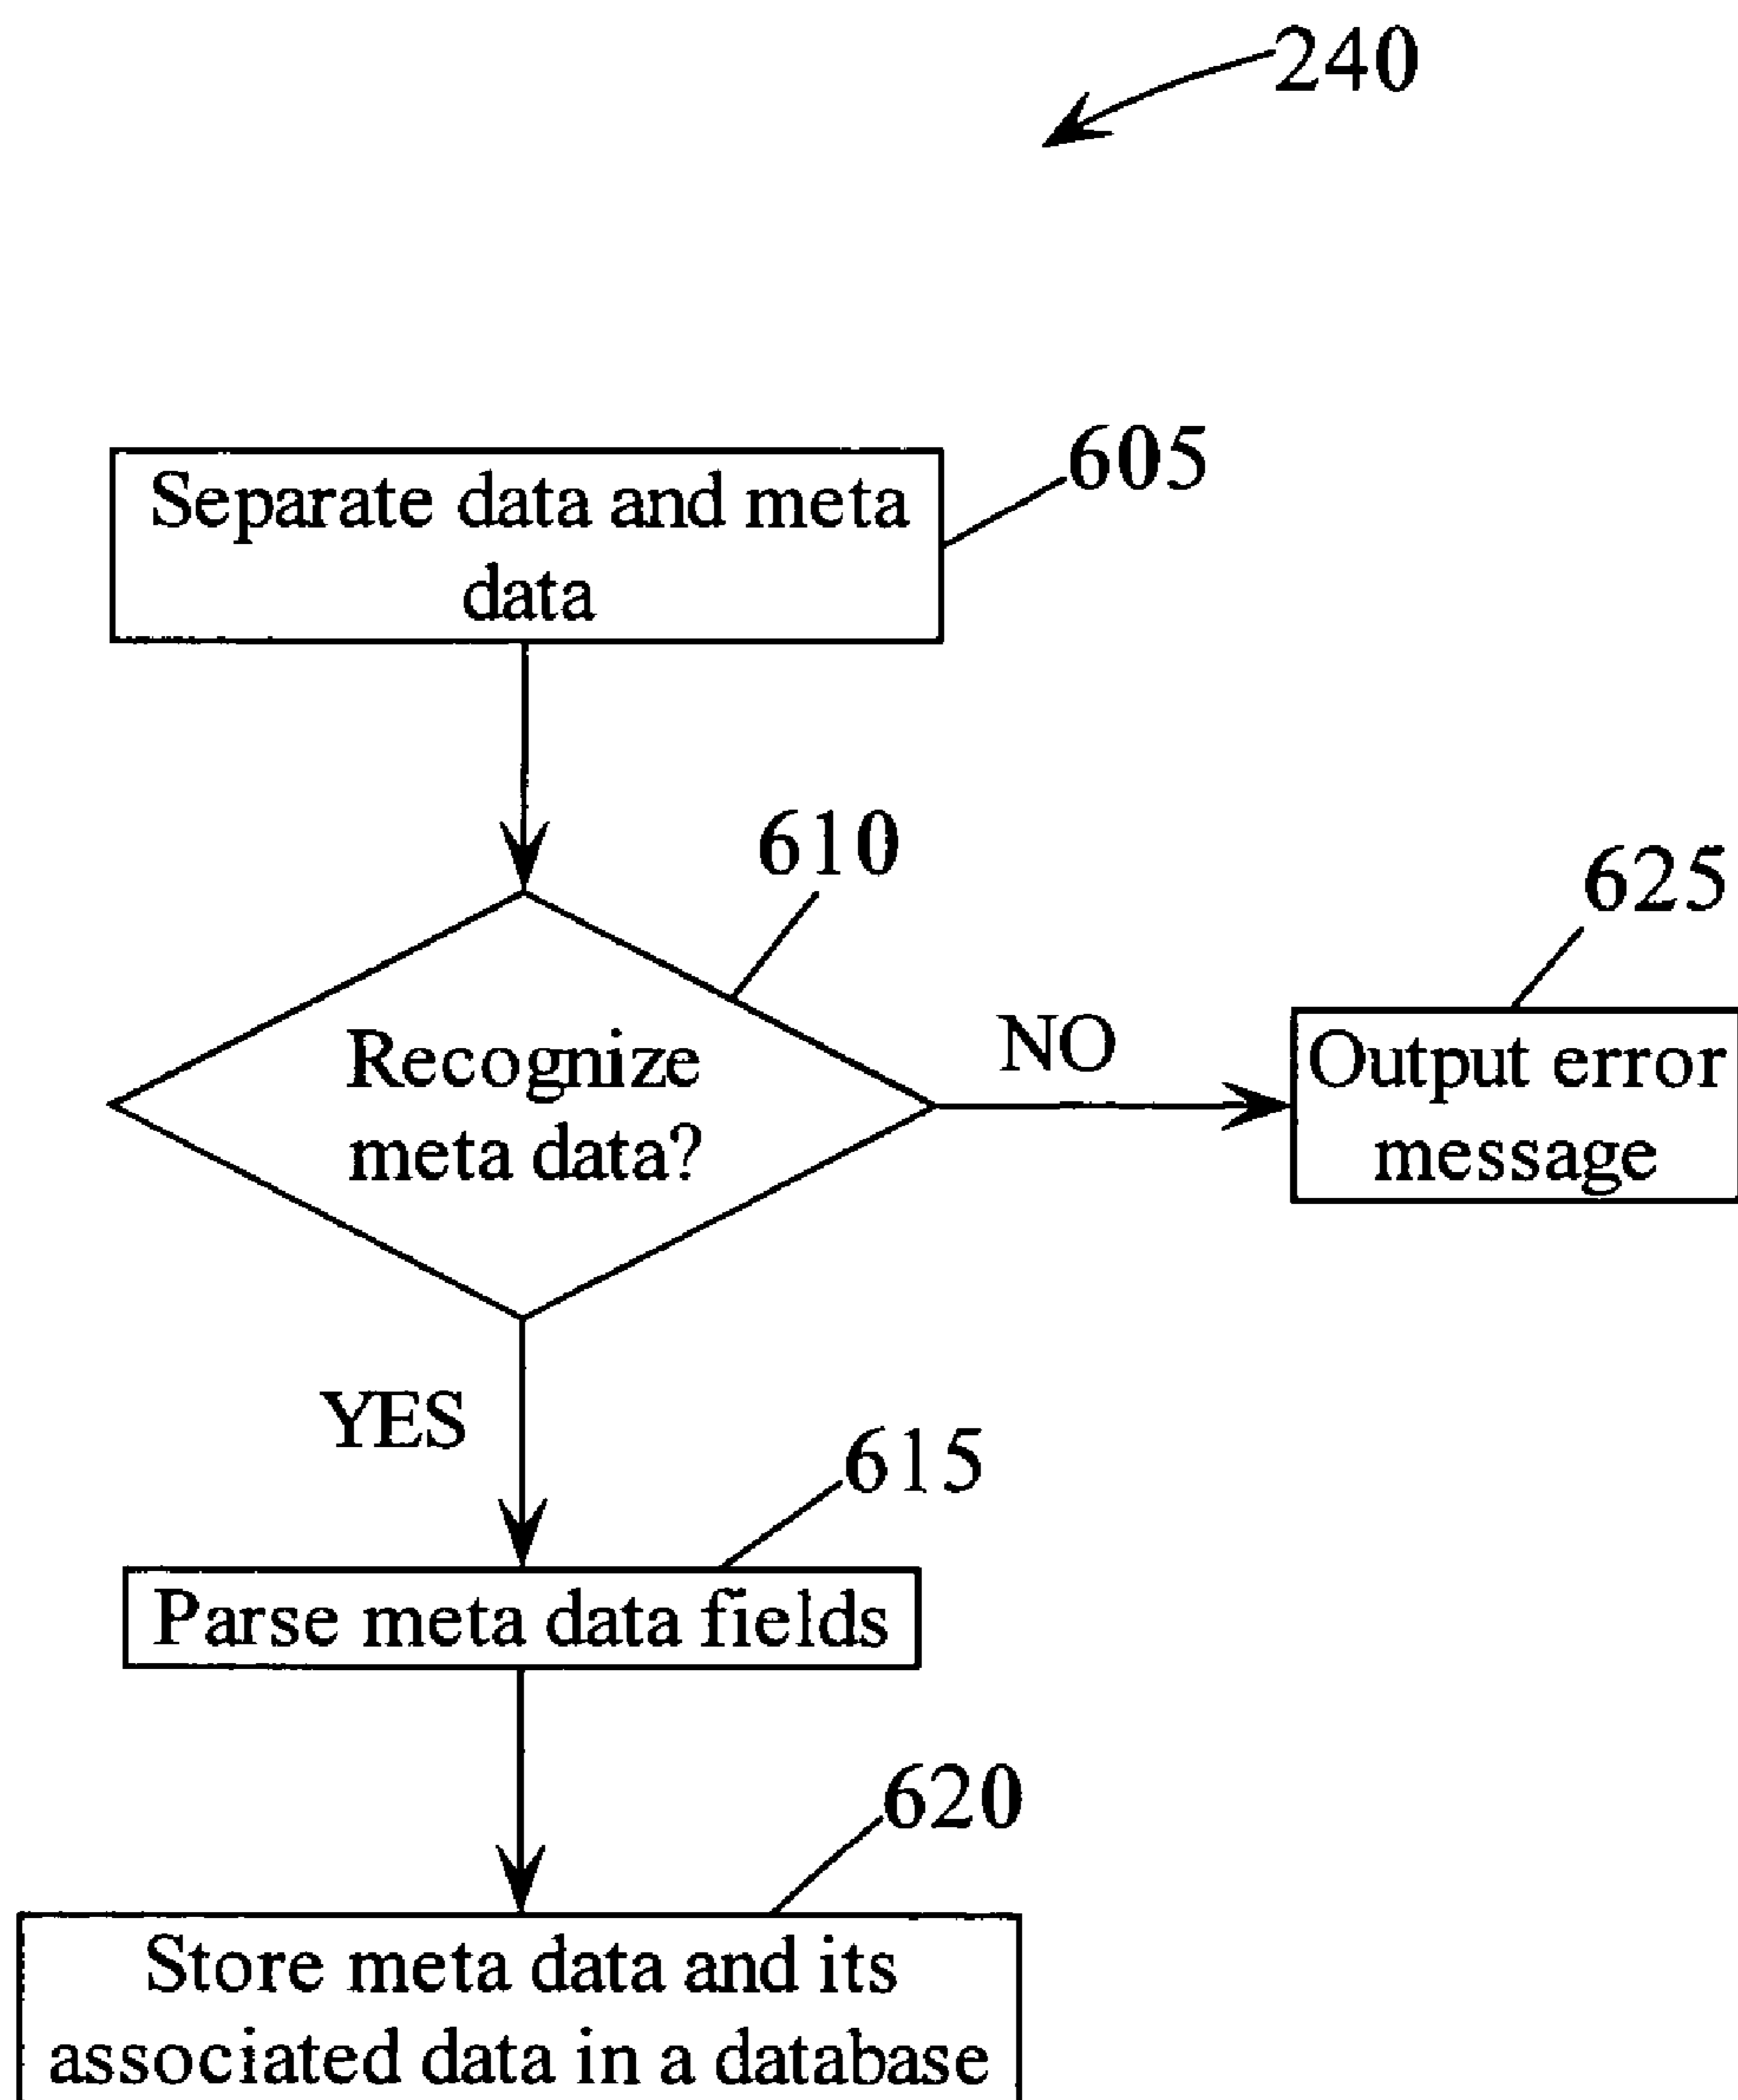 240
605
Separate data and meta
data
610
625
Recognize
meta data?
NO
Output error
message
YES
615
Parse meta data fields
620
Store meta data and its
associated data in a database